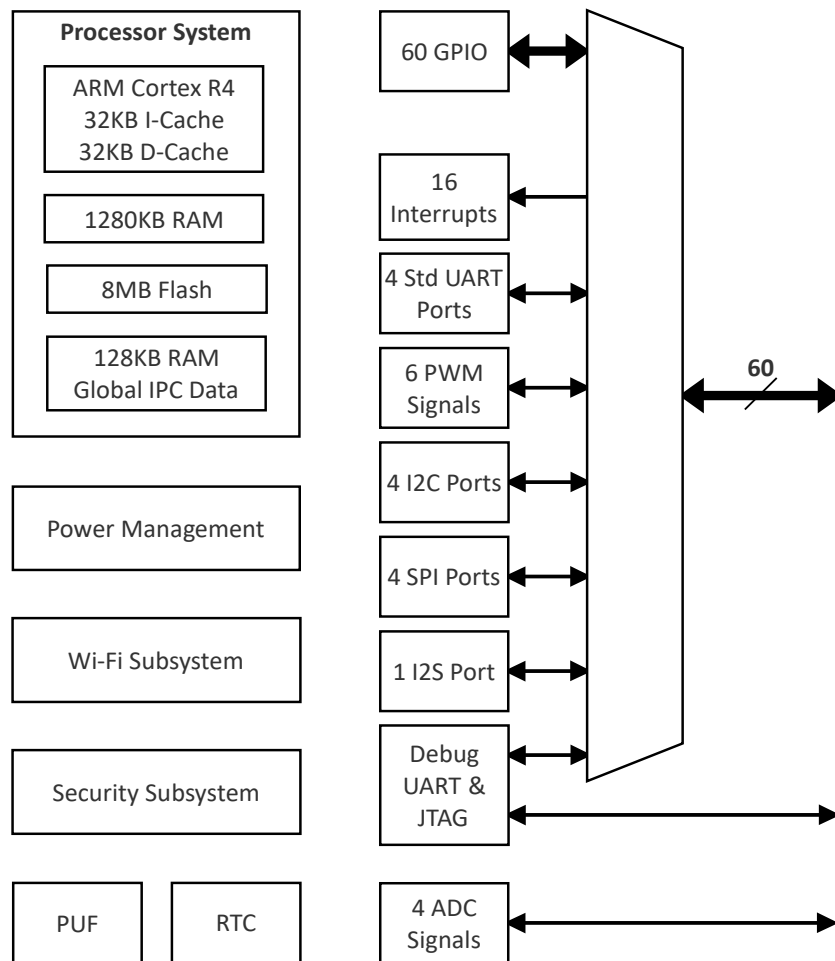 Processor System
ARM Cortex R4
32KB I-Cache
32KB D-Cache
1280KB RAM
8MB Flash
128KB RAM
Global IPC Data
Power Management
Wi-Fi Subsystem
Security Subsystem
PUF
RTC
60 GPIO
16
Interrupts
4 Std UART
Ports
6 PWM
Signals
4 I2C Ports
4 SPI Ports
1 I2S Port
Debug
UART &
JTAG
4 ADC
Signals
60